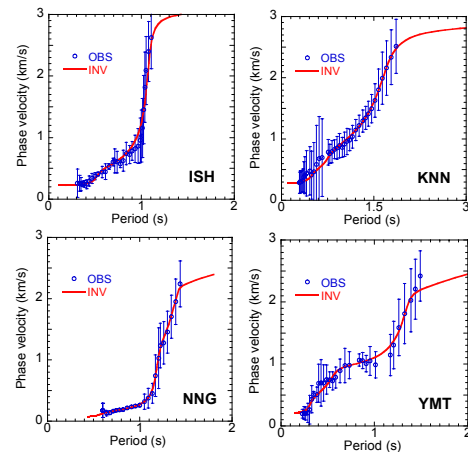 3
2
1
0
Phase velocity (km/s)
OBS
INV
ISH
0
1
2
Period (s)
3
2
1
0
Phase velocity (km/s)
OBS
INV
KNN
0
1.5
3
Period (s)
3
2
1
0
Phase velocity (km/s)
OBS
INV
NNG
0
1
2
Period (s)
3
2
1
0
Phase velocity (km/s)
OBS
INV
YMT
0
1
2
Period (s)